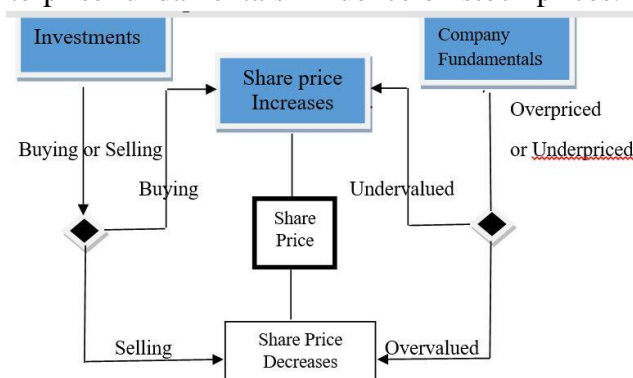 Investments
Company
Fundamentals
Share price
Increases
Overpriced
or Underpriced
Buying or Selling
Buying
Undervalued
Share
Price
Selling
Share Price
Decreases
Overvalued